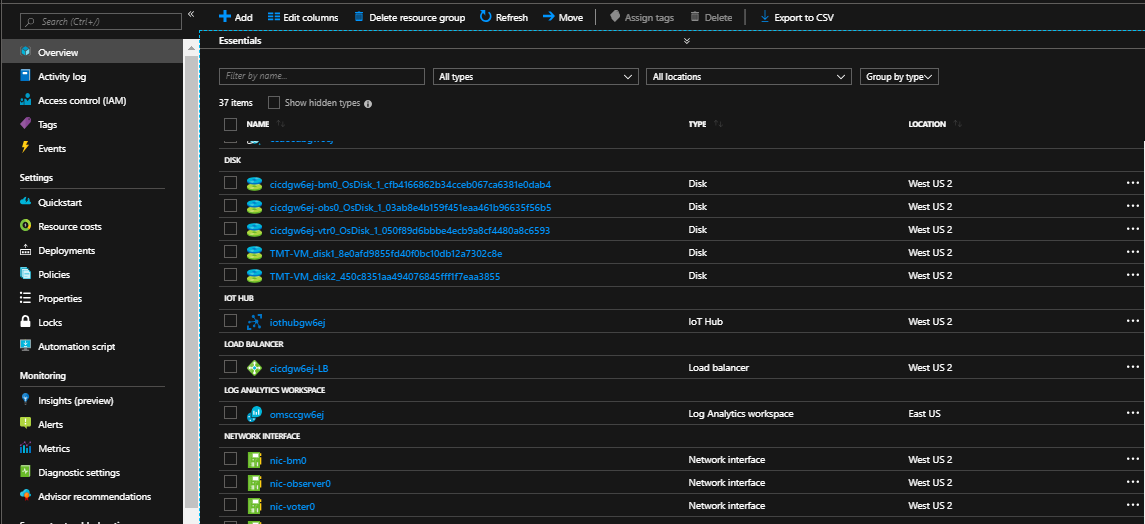 Search (Ctrl+/)
«
Add
Edit columns
Delete resource group
Refresh
Move
Assign tags
Delete
Export to CSV
Essentials
Overview
Activity log
Access control (IAM)
Tags
Events
Settings
Quickstart
Resource costs
Deployments
Policies
Properties
Locks
Automation script
Monitoring
Insights (preview)
Alerts
Metrics
Diagnostic settings
Advisor recommendations
Filter by name...
All types
All locations
Group by type
37 items
Show hidden types
NAME TYPE LOCATION
DISK
cicdgw6ej-bm0_OsDisk_1_cfb4166862b34cceb067ca6381e0dab4 Disk West US 2
cicdgw6ej-obs0_OsDisk_1_03ab8e4b159f451eaa461b96635f56b5 Disk West US 2
cicdgw6ej-vtr0_OsDisk_1_050f89d6bbbe4ecb9a8cf4480a8c6593 Disk West US 2
TMT-VM_disk1_8e0afd9855fd40f0bc10db12a7302c8e Disk West US 2
TMT-VM_disk2_450c8351aa494076845fff1f7eaa3855 Disk West US 2
IOT HUB
iothubgw6ej IoT Hub West US 2
LOAD BALANCER
cicdgw6ej-LB Load balancer West US 2
LOG ANALYTICS WORKSPACE
omsccgw6ej Log Analytics workspace East US
NETWORK INTERFACE
nic-bm0 Network interface West US 2
nic-observer0 Network interface West US 2
nic-voter0 Network interface West US 2